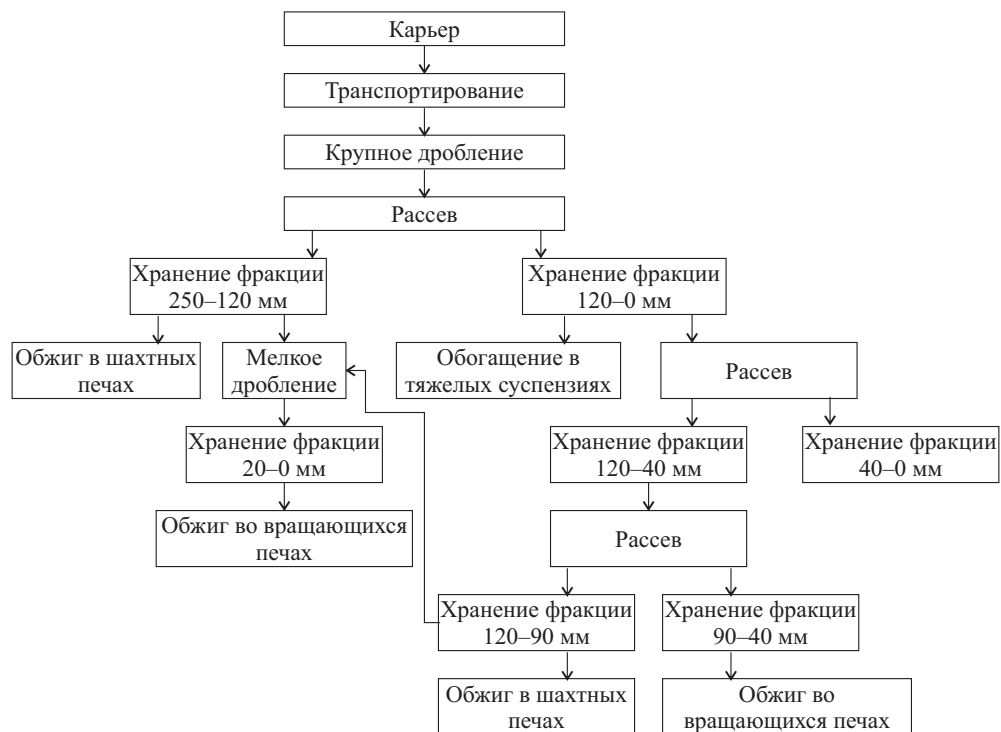 Карьер
Транспортирование
Крупное дробление
Рассев
Хранение фракции
250–120 мм
Хранение фракции
120–0 мм
Обжиг в шахтных
печах
Мелкое
дробление
Обогащение в
тяжелых суспензиях
Рассев
Хранение фракции
20–0 мм
Хранение фракции
120–40 мм
Хранение фракции
40–0 мм
Обжиг во вращающихся
печах
Рассев
Хранение фракции
120–90 мм
Хранение фракции
90–40 мм
Обжиг в шахтных
печах
Обжиг во
вращающихся печах